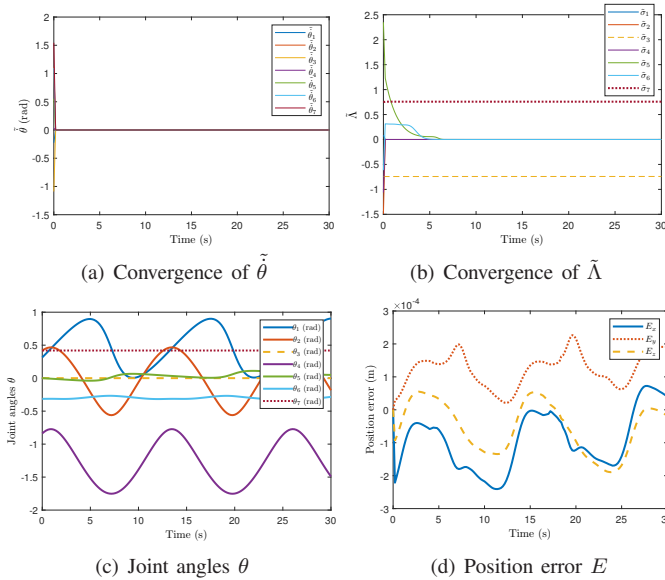 2
1.5
1
0.5
0
-0.5
-1
-1.5
0 5 10 15 20 25 30
Time (s)
θ̃ (rad)
θ̃̇₁
θ̃̇₂
θ̃̇₃
θ̃̇₄
θ̃̇₅
θ̃̇₆
θ̃̇₇
(a) Convergence of θ̃̇
2.5
2
1.5
1
0.5
0
-0.5
-1
-1.5
0 5 10 15 20 25 30
Time (s)
Λ̃
σ̃₁
σ̃₂
σ̃₃
σ̃₄
σ̃₅
σ̃₆
σ̃₇
(b) Convergence of Λ̃
1
0.5
0
-0.5
-1
-1.5
-2
0 5 10 15 20 25 30
Time (s)
Joint angles θ
θ₁ (rad)
θ₂ (rad)
θ₃ (rad)
θ₄ (rad)
θ₅ (rad)
θ₆ (rad)
θ₇ (rad)
(c) Joint angles θ
×10⁻⁴
3
2
1
0
-1
-2
-3
0 5 10 15 20 25 30
Time (s)
Position error (m)
Eₓ
E_y
E_z
(d) Position error E